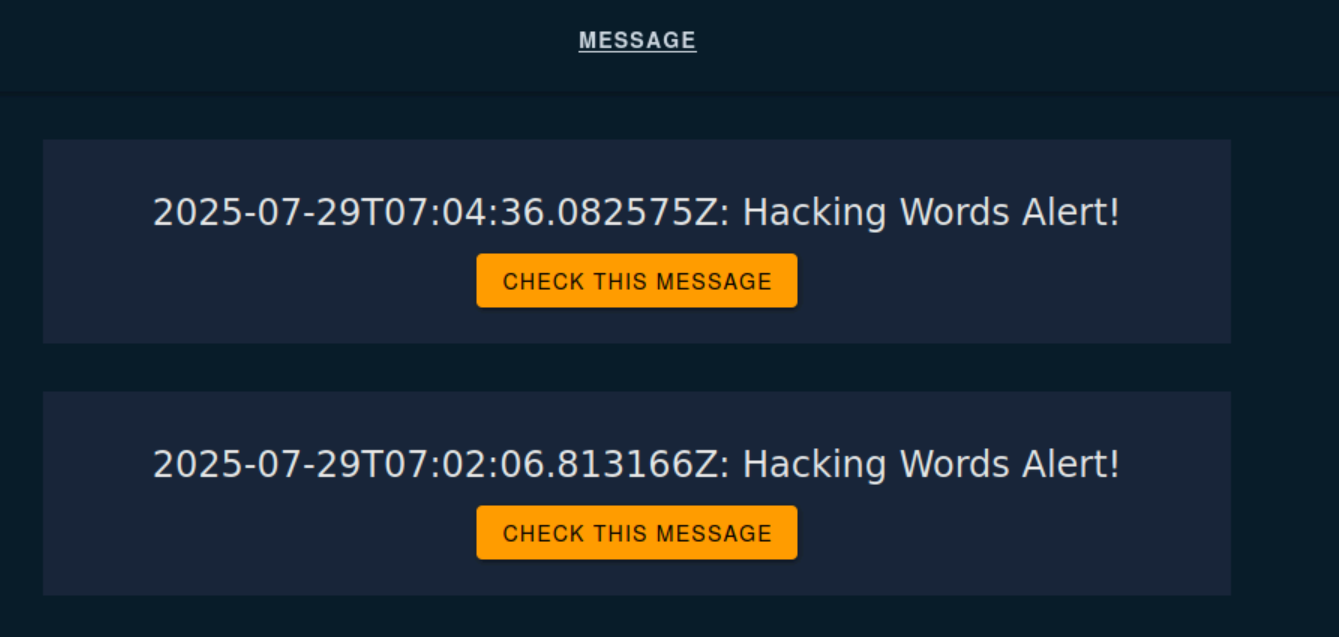 MESSAGE
2025-07-29T07:04:36.082575Z: Hacking Words Alert!
CHECK THIS MESSAGE
2025-07-29T07:02:06.813166Z: Hacking Words Alert!
CHECK THIS MESSAGE